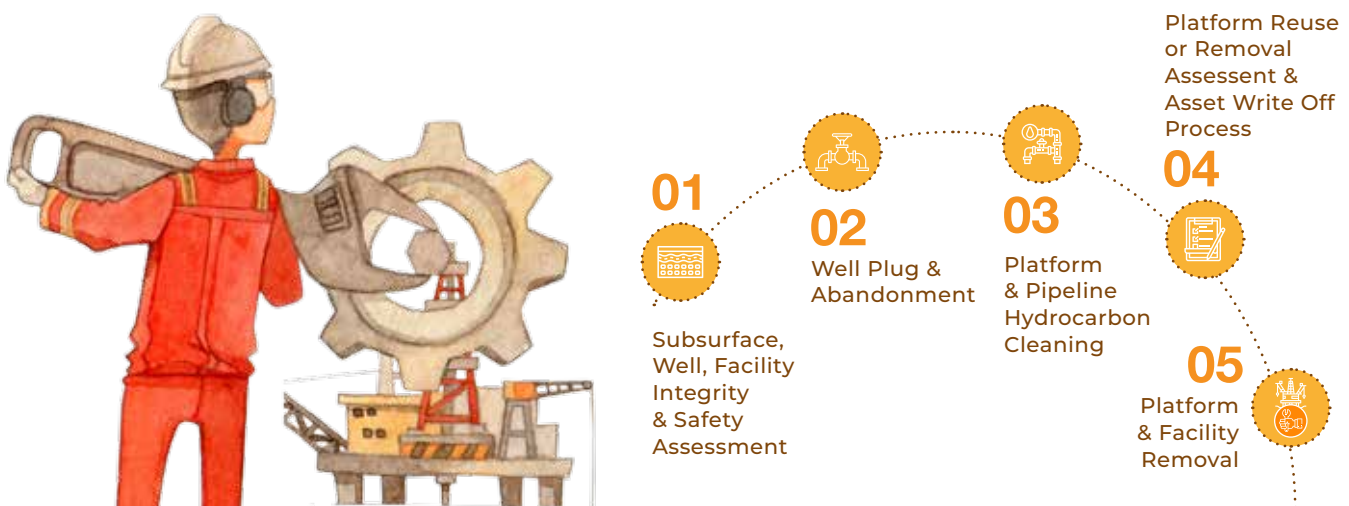 01
Subsurface,
Well, Facility
Integrity
& Safety
Assessment
02
Well Plug &
Abandonment
03
Platform
& Pipeline
Hydrocarbon
Cleaning
Platform Reuse
or Removal
Assessent &
Asset Write Off
Process
04
05
Platform
& Facility
Removal